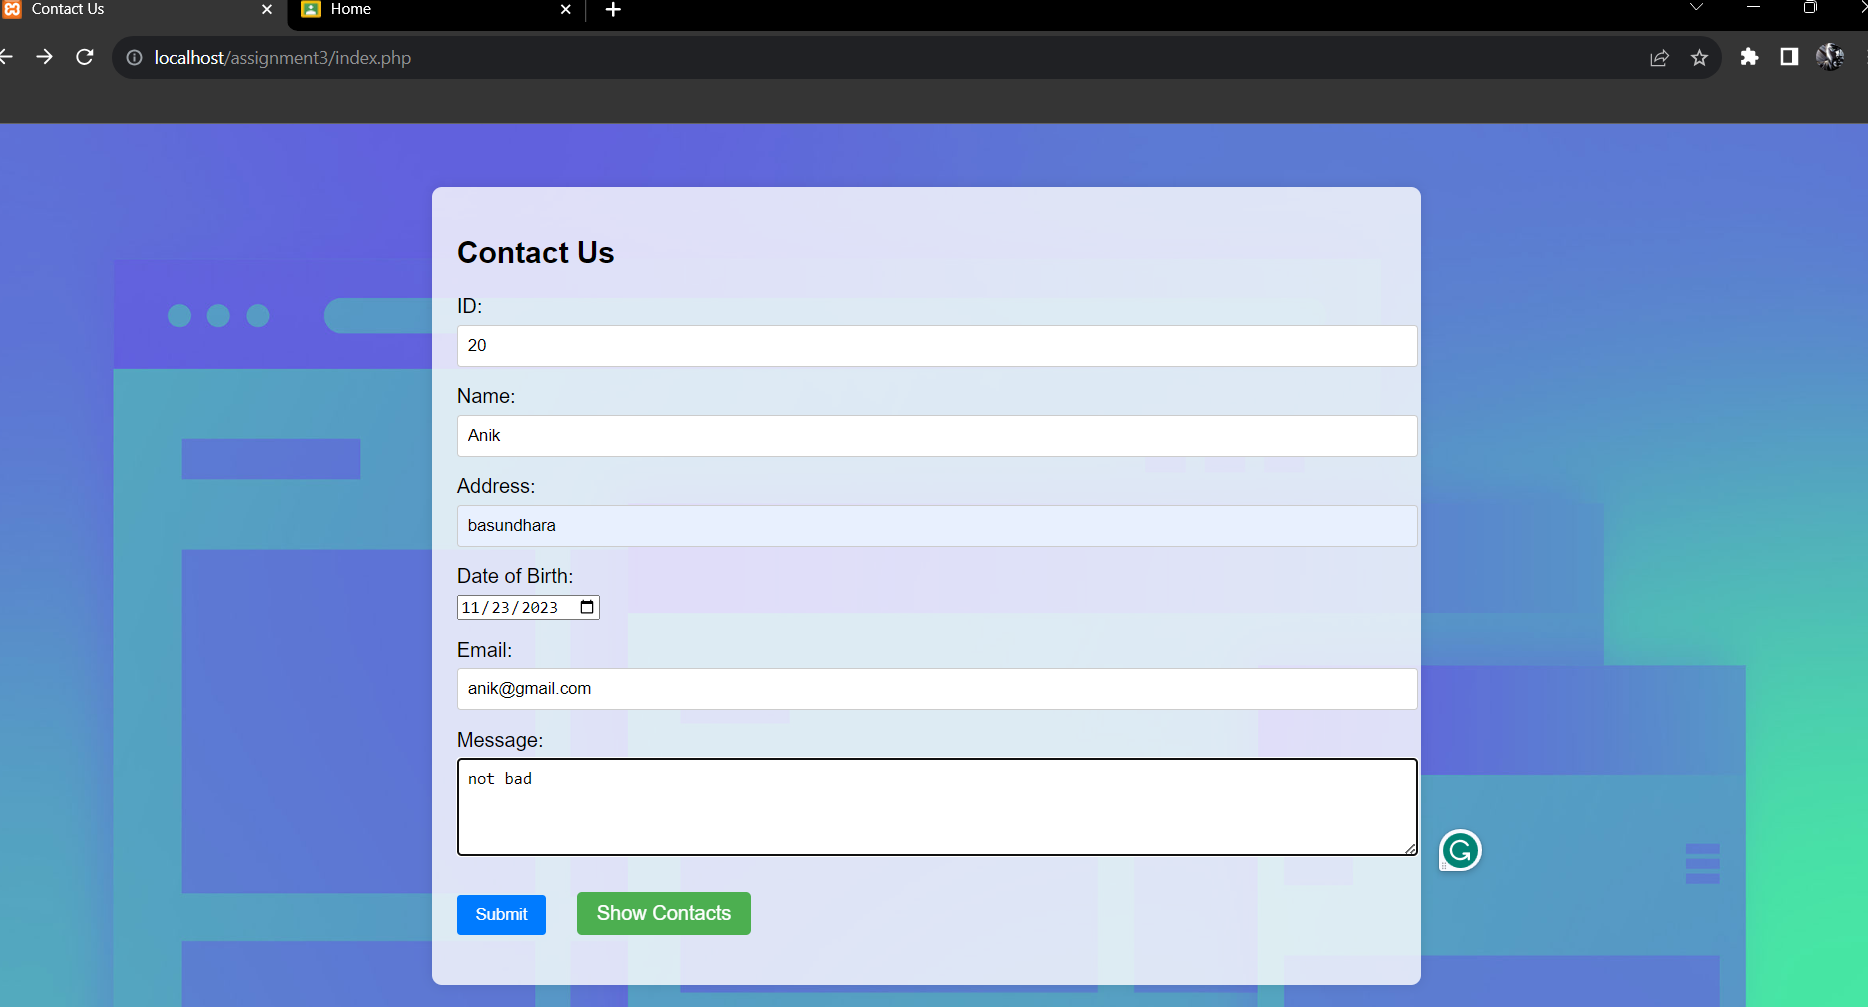 Contact Us
Home
localhost/assignment3/index.php
Contact Us
ID:
20
Name:
Anik
Address:
basundhara
Date of Birth:
11/23/2023
Email:
anik@gmail.com
Message:
not bad
Submit
Show Contacts